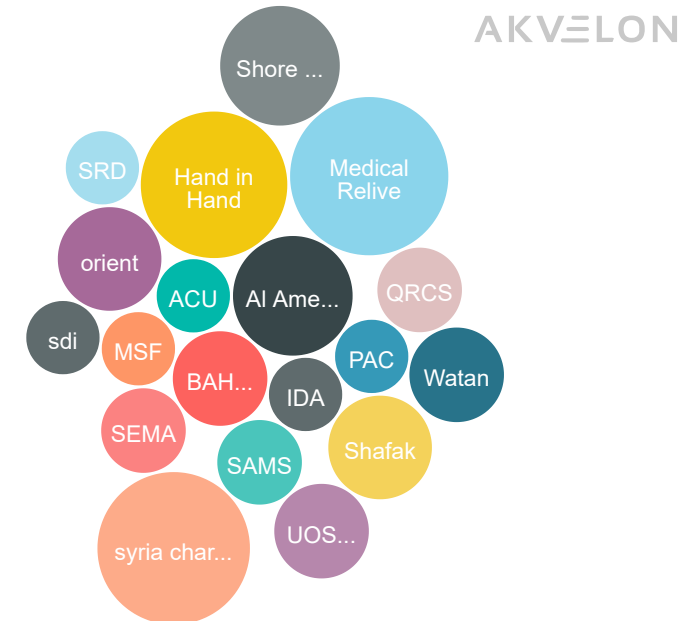 AKVELON
Shore ...
Medical
Relive
SRD
Hand in
Hand
orient
ACU
Al Ame...
QRCS
sdi
MSF
BAH...
IDA
PAC
Watan
SEMA
SAMS
Shafak
UOS...
syria char...